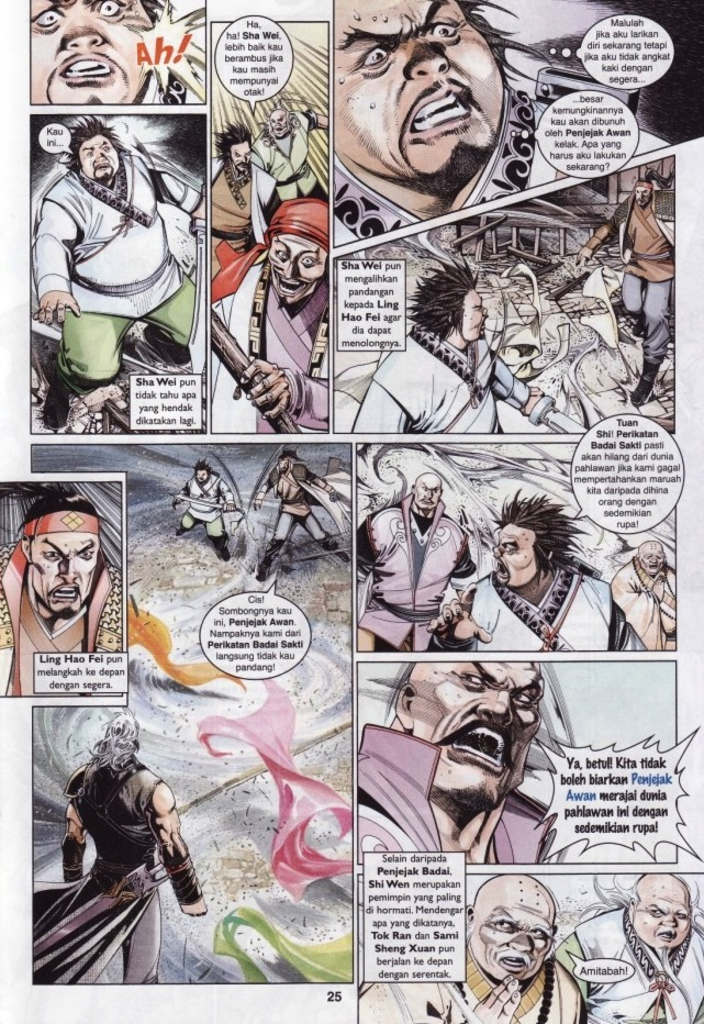 Ah!
Kau
ini...
Sha Wei pun
tidak tahu apa
yang hendak
dikatakan lagi.
Ha,
ha! Sha Wei,
lebih baik kau
berambus jika
kau masih
mempunyai
otak!
Malulah
jika aku larikan
diri sekarang tetapi
jika tidak angkat
kaki dengan
segera...
...besar
kemungkinannya
kau akan dibunuh
oleh Penjejak Awan
kelak. Apa yang
harus aku lakukan
sekarang?
Sha Wei pun
mengalihkan
pandangan
kepada Ling
Hao Fei agar
dia dapat
menolongnya.
Ling Hao Fei pun
melangkah ke depan
dengan segera.
Cis!
Sombongnya kau
ini, Penjejak Awan.
Nampaknya kami dari
Perikatan Badai Sakti
langsung tidak kau
pandang!
Tuan
Shi! Perikatan
Badai Sakti pasti
akan hilang dari dunia
pahlawan jika kami gagal
mempertahankan maruah
kita daripada dihina
orang dengan
sedemikian
rupa!
Ya, betul! Kita tidak
boleh biarkan Penjejak
Awan merajai dunia
pahlawan ini dengan
sedemikian rupa!
Selain daripada
Penjejak Badai,
Shi Wen merupakan
pemimpin yang paling
di hormati. Mendengar
apa yang dikatanya,
Tok Ran dan Sami
Sheng Xuan pun
berjalan ke depan
dengan serentak.
Amitabah!
25